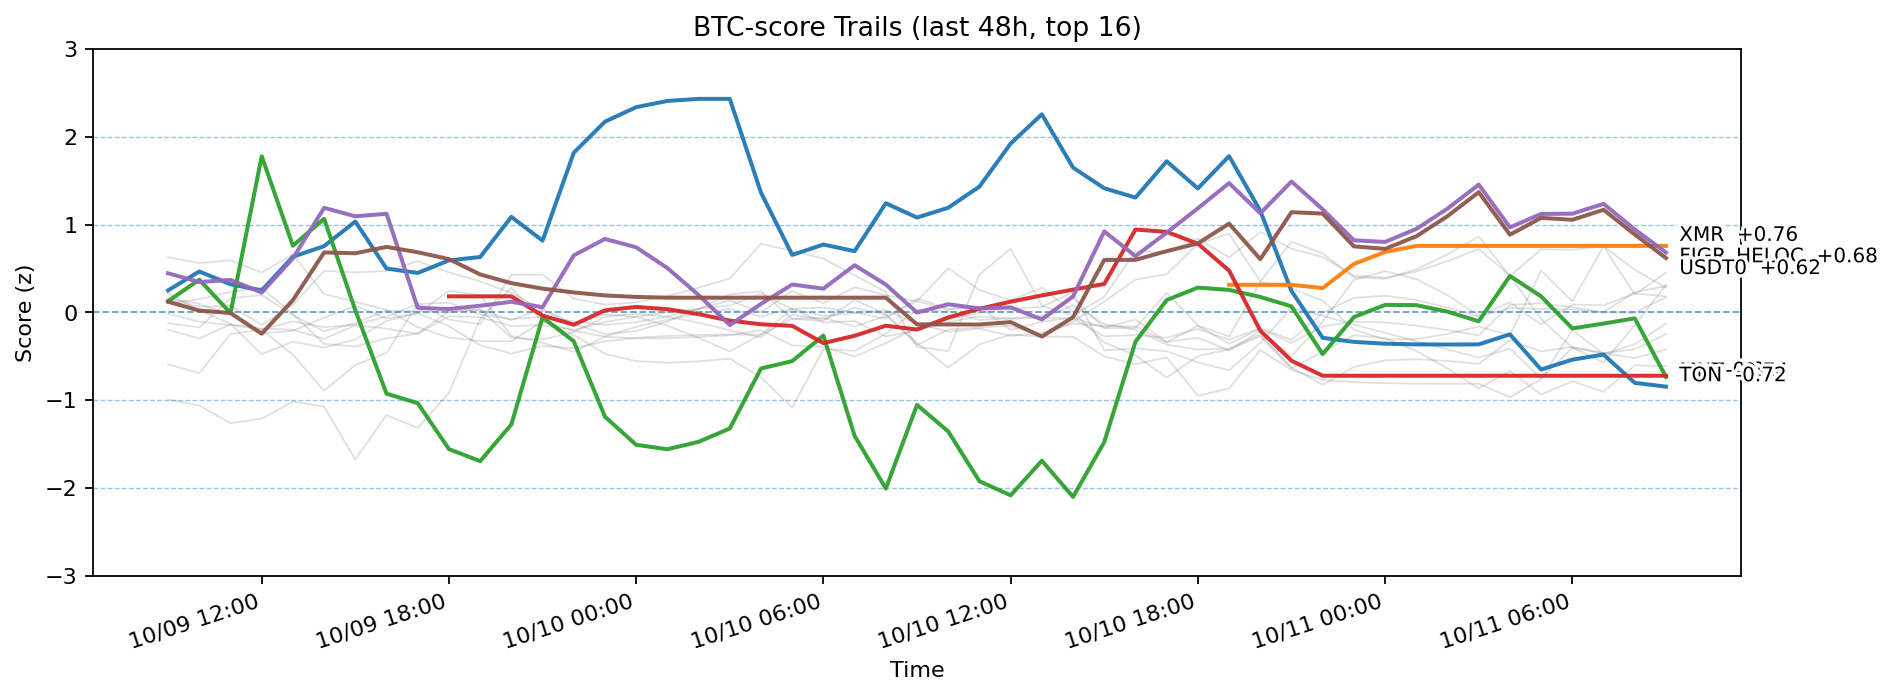 BTC-score Trails (last 48h, top 16)
Score (z)
3
2
1
0
−1
−2
−3
XMR +0.76
FIGR_HELOC +0.68
USDT0 +0.62
TON -0.72
10/09 12:00
10/09 18:00
10/10 00:00
10/10 06:00
10/10 12:00
10/10 18:00
10/11 00:00
10/11 06:00
Time